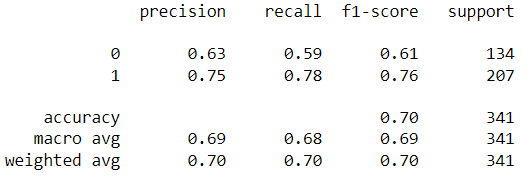 precision recall f1-score support
0 0.63 0.59 0.61 134
1 0.75 0.78 0.76 207
accuracy 0.70 341
macro avg 0.69 0.68 0.69 341
weighted avg 0.70 0.70 0.70 341